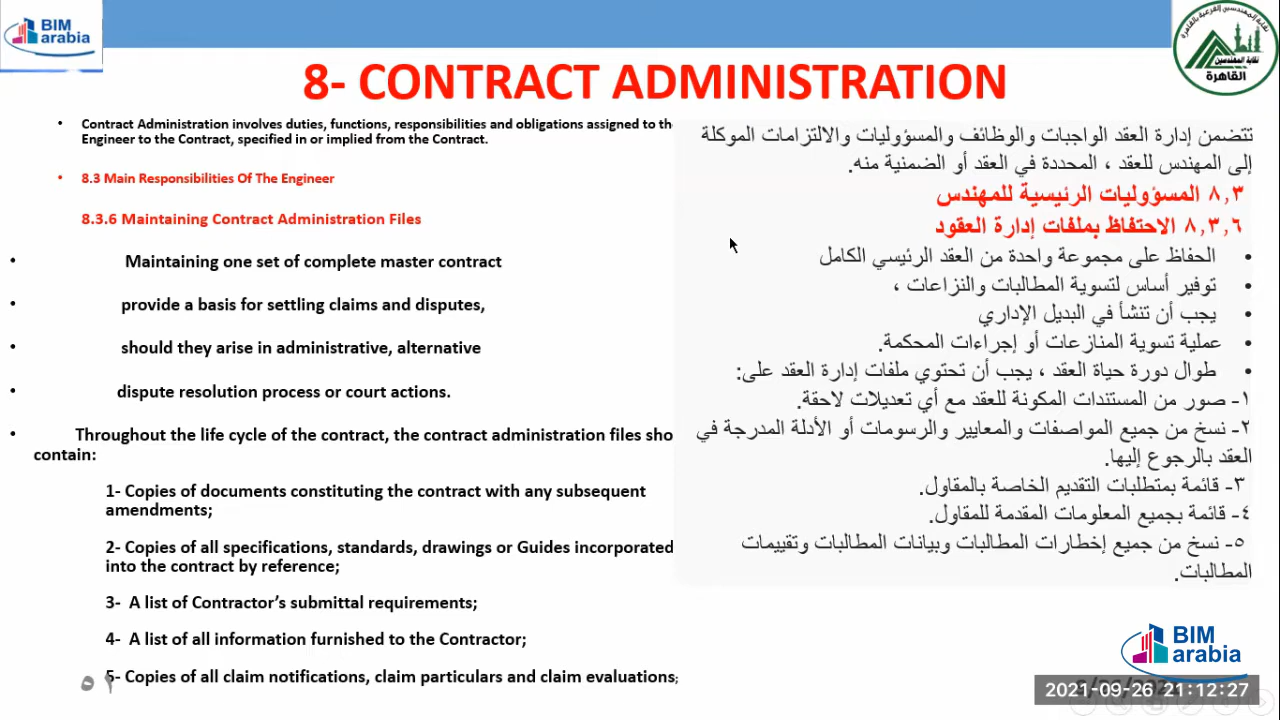 BIM
arabia
نقابة المهندسين الفرعية بالقاهرة
نقابة المهندسين
القاهرة
8- CONTRACT ADMINISTRATION
• Contract Administration involves duties, functions, responsibilities and obligations assigned to the
Engineer to the Contract, specified in or implied from the Contract.
• 8.3 Main Responsibilities Of The Engineer
8.3.6 Maintaining Contract Administration Files
• Maintaining one set of complete master contract
• provide a basis for settling claims and disputes,
• should they arise in administrative, alternative
• dispute resolution process or court actions.
• Throughout the life cycle of the contract, the contract administration files sho
contain:
1- Copies of documents constituting the contract with any subsequent
amendments;
2- Copies of all specifications, standards, drawings or Guides incorporated
into the contract by reference;
3- A list of Contractor’s submittal requirements;
4- A list of all information furnished to the Contractor;
5- Copies of all claim notifications, claim particulars and claim evaluations;
تتضمن إدارة العقد الواجبات والوظائف والمسؤوليات والالتزامات الموكلة
إلى المهندس للعقد ، المحددة في العقد أو الضمنية منه.
٨,٣ المسؤوليات الرئيسية للمهندس
٨,٣,٦ الاحتفاظ بملفات إدارة العقود
• الحفاظ على مجموعة واحدة من العقد الرئيسي الكامل
• توفير أساس لتسوية المطالبات والنزاعات ،
• يجب أن تنشأ في البديل الإداري
• عملية تسوية المنازعات أو إجراءات المحكمة.
• طوال دورة حياة العقد ، يجب أن تحتوي ملفات إدارة العقد على:
١- صور من المستندات المكونة للعقد مع أي تعديلات لاحقة.
٢- نسخ من جميع المواصفات والمعايير والرسومات أو الأدلة المدرجة في
العقد بالرجوع إليها.
٣- قائمة بمتطلبات التقديم الخاصة بالمقاول.
٤- قائمة بجميع المعلومات المقدمة للمقاول.
٥- نسخ من جميع إخطارات المطالبات وبيانات المطالبات وتقييمات
المطالبات.
BIM
arabia
٥١
2021-09-26 21:12:27